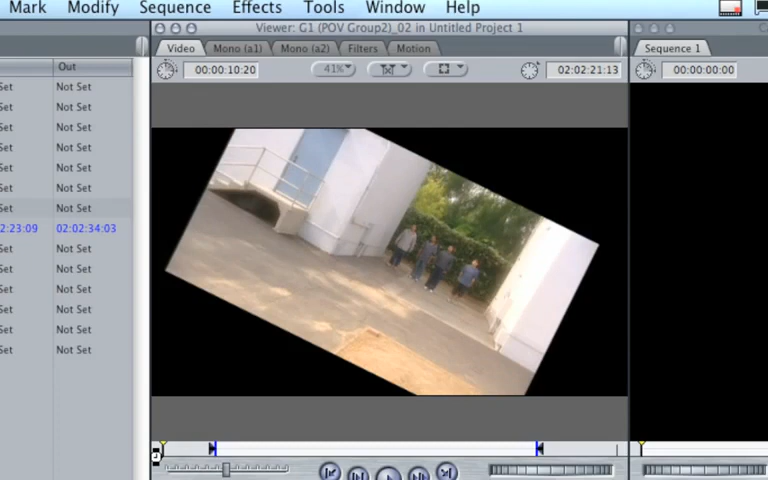 Mark Modify Sequence Effects Tools Window Help
Viewer: G1 (POV Group2)_02 in Untitled Project 1
Out Video Mono (a1) Mono (a2) Filters Motion Sequence 1
00:00:10:20 41% 02:02:21:13 00:00:00:00
Set Not Set
Set Not Set
Set Not Set
Set Not Set
Set Not Set
Set Not Set
Set Not Set
2:23:09 02:02:34:03
Set Not Set
Set Not Set
Set Not Set
Set Not Set
Set Not Set
Set Not Set